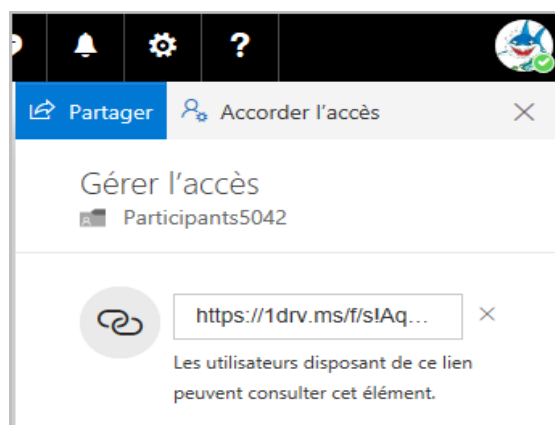 ?
Partager Accorder l'accès
Gérer l'accès
Participants5042
https://1drv.ms/f/s!Aq...
Les utilisateurs disposant de ce lien
peuvent consulter cet élément.